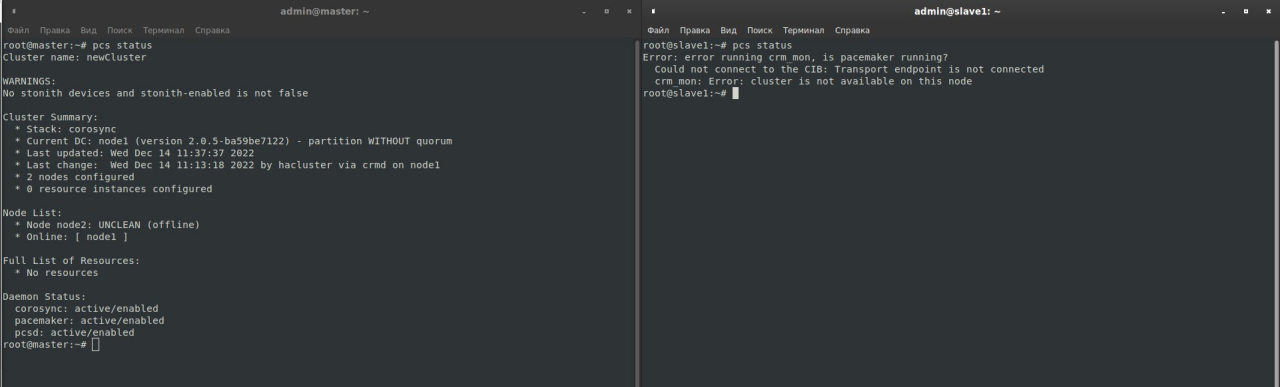 admin@master: ~
Файл Правка Вид Поиск Терминал Справка
root@master:~# pcs status
Cluster name: newCluster
WARNINGS:
No stonith devices and stonith-enabled is not false
Cluster Summary:
* Stack: corosync
* Current DC: node1 (version 2.0.5-ba59be7122) - partition WITHOUT quorum
* Last updated: Wed Dec 14 11:37:37 2022
* Last change:  Wed Dec 14 11:13:18 2022 by hacluster via crmd on node1
* 2 nodes configured
* 0 resource instances configured
Node List:
* Node node2: UNCLEAN (offline)
* Online: [ node1 ]
Full List of Resources:
* No resources
Daemon Status:
corosync: active/enabled
pacemaker: active/enabled
pcsd: active/enabled
root@master:~#
admin@slave1: ~
Файл Правка Вид Поиск Терминал Справка
root@slave1:~# pcs status
Error: error running crm_mon, is pacemaker running?
Could not connect to the CIB: Transport endpoint is not connected
crm_mon: Error: cluster is not available on this node
root@slave1:~#